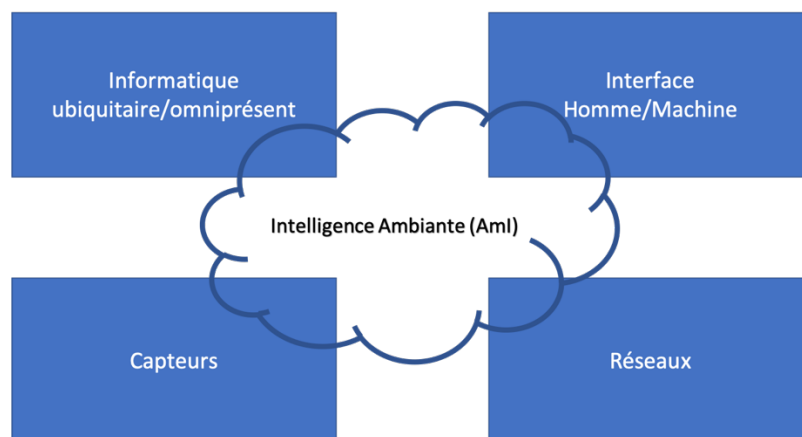 Informatique
ubiquitaire/omniprésent
Interface
Homme/Machine
Intelligence Ambiante (AmI)
Capteurs
Réseaux